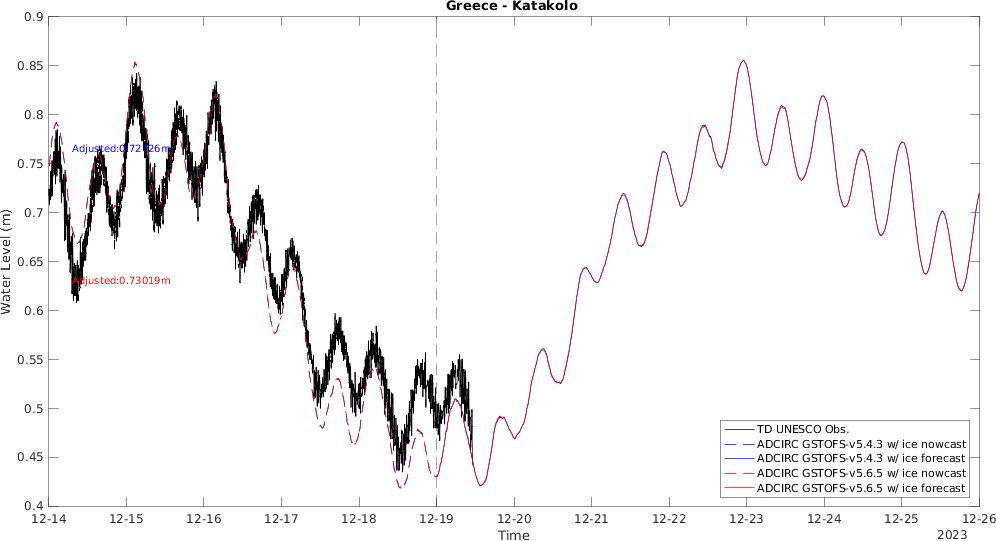 Greece - Katakolo
0.9
0.85
0.8
0.75
0.7
0.65
0.6
0.55
0.5
0.45
0.4
Water Level (m)
Adjusted:0.73019m
TD UNESCO Obs.
ADCIRC GSTOFS-v5.4.3 w/ ice nowcast
ADCIRC GSTOFS-v5.4.3 w/ ice forecast
ADCIRC GSTOFS-v5.6.5 w/ ice nowcast
ADCIRC GSTOFS-v5.6.5 w/ ice forecast
12-14 12-15 12-16 12-17 12-18 12-19 12-20 12-21 12-22 12-23 12-24 12-25 12-26
Time
2023